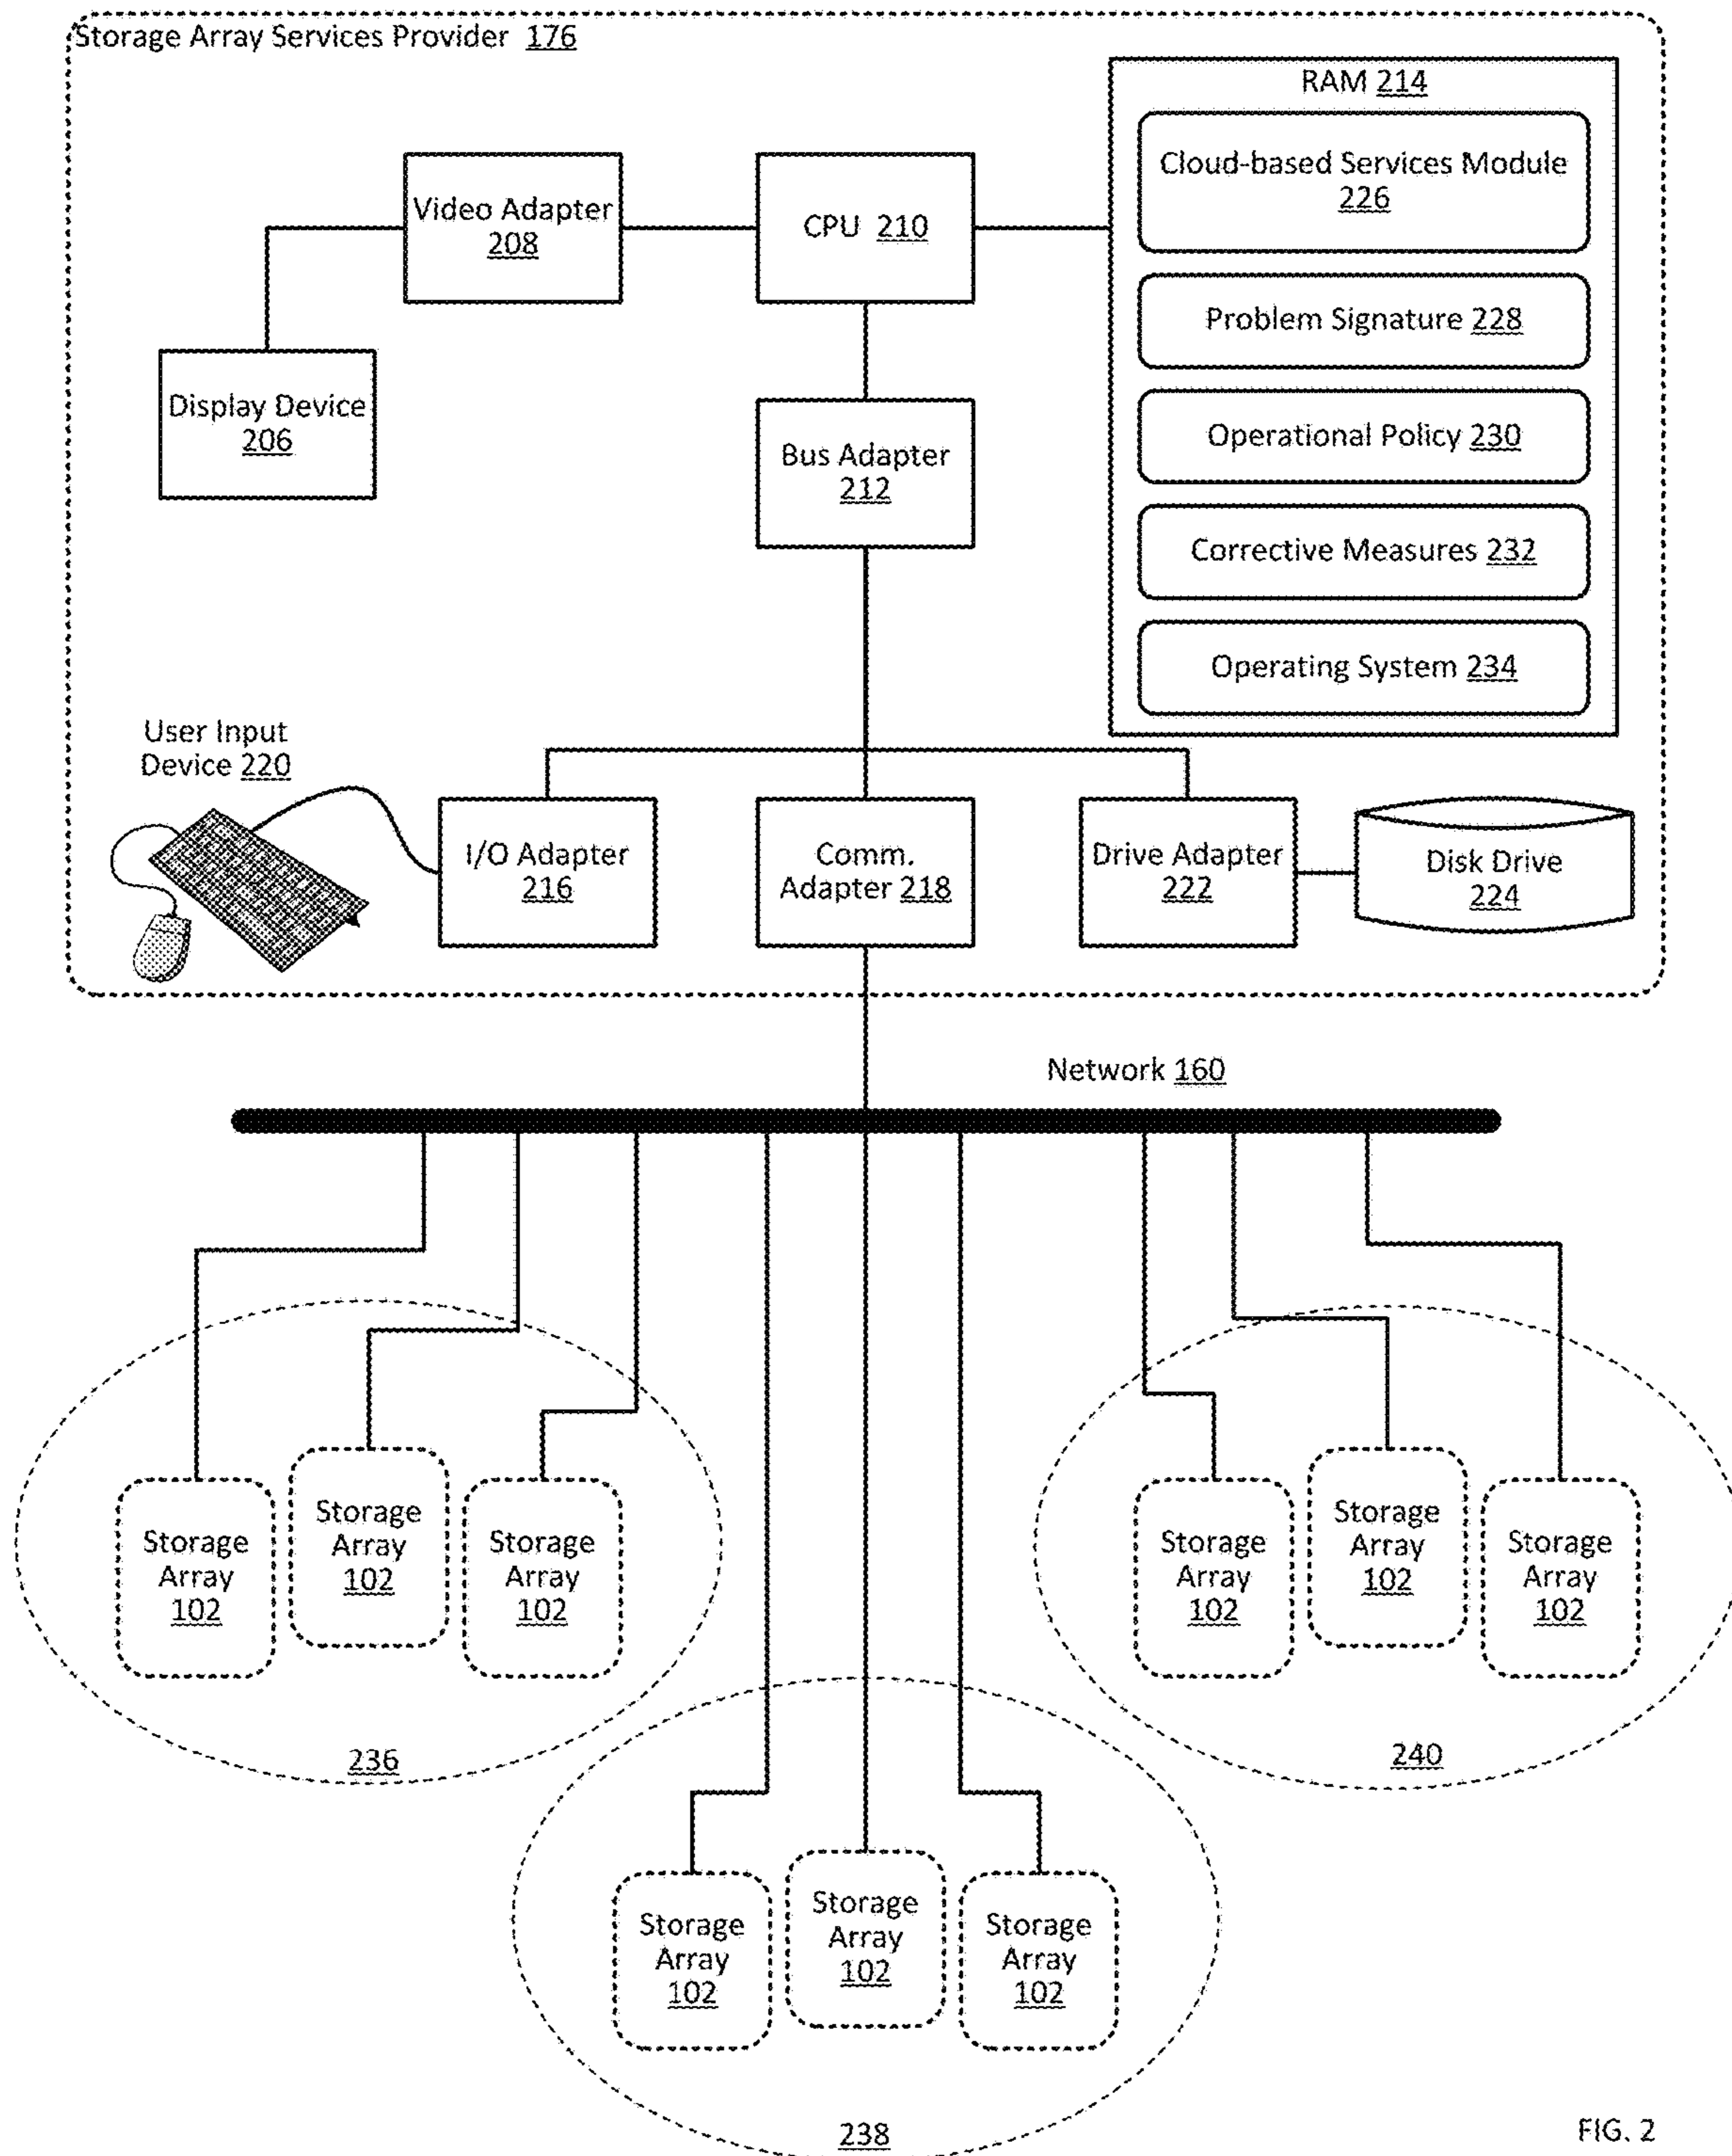 Storage Array Services Provider 176
RAM 214
Cloud-based Services Module
226
Video Adapter
208
CPU 210
Problem Signature 228
Display Device
206
Operational Policy 230
Bus Adapter
212
Corrective Measures 232
Operating System 234
User Input
Device 220
I/O Adapter
216
Comm.
Adapter 218
Drive Adapter
222
Disk Drive
224
Network 160
Storage
Array
102
Storage
Array
102
Storage
Array
102
236
Storage
Array
102
Storage
Array
102
Storage
Array
102
240
Storage
Array
102
Storage
Array
102
Storage
Array
102
238
FIG. 2